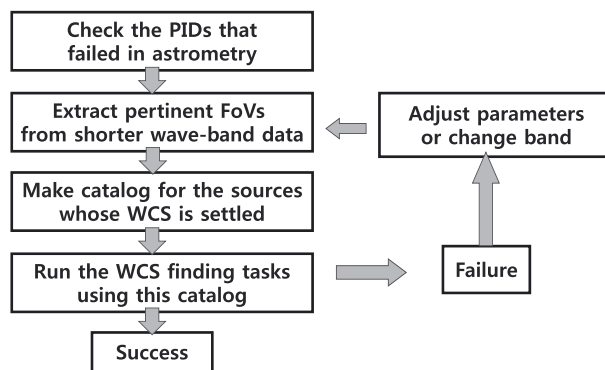 Check the PIDs that
failed in astrometry
Extract pertinent FoVs
from shorter wave-band data
Adjust parameters
or change band
Make catalog for the sources
whose WCS is settled
Run the WCS finding tasks
using this catalog
Failure
Success